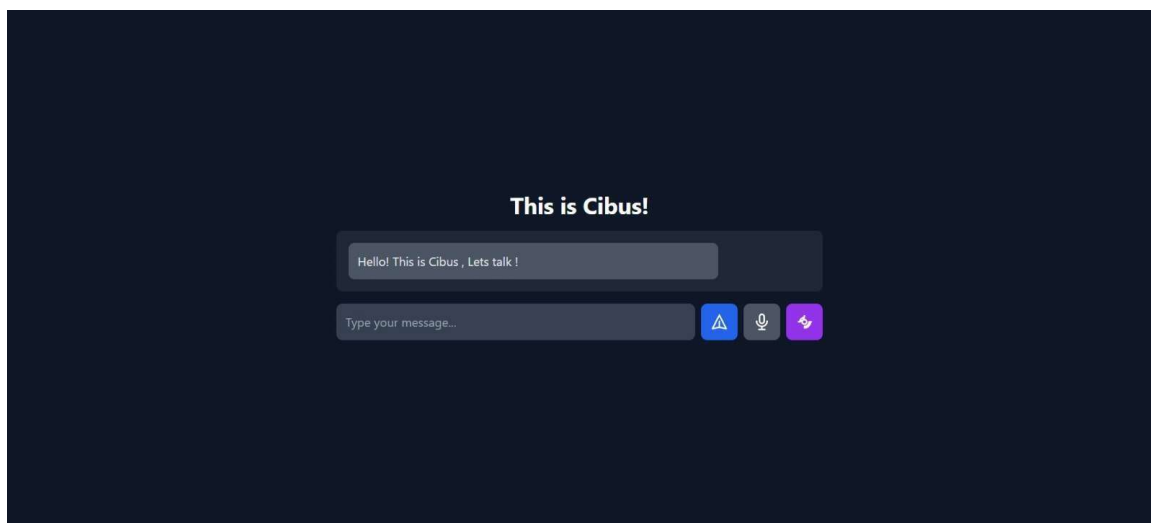 This is Cibus!
Hello! This is Cibus , Lets talk !
Type your message...